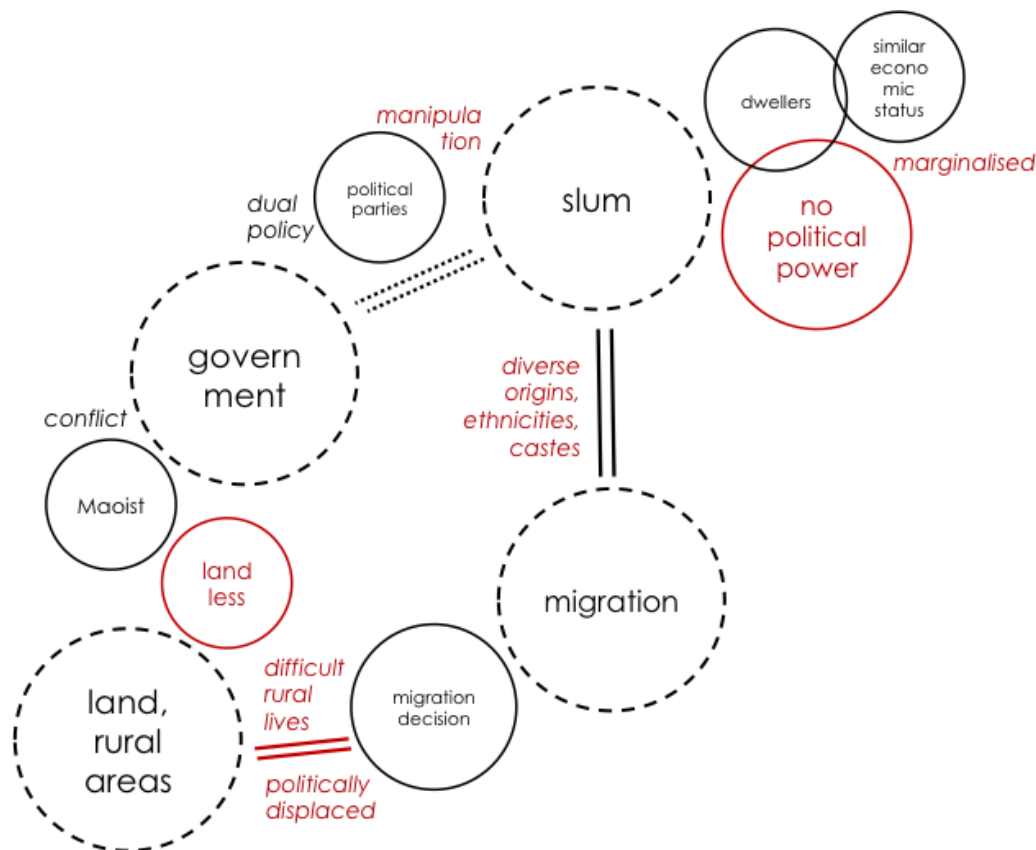 similar
econo
mic
status
dwellers
manipula
tion
marginalised
political
parties
slum
no
political
power
dual
policy
govern
ment
diverse
origins,
ethnicities,
castes
conflict
Maoist
land
less
migration
difficult
rural
lives
migration
decision
land,
rural
areas
politically
displaced